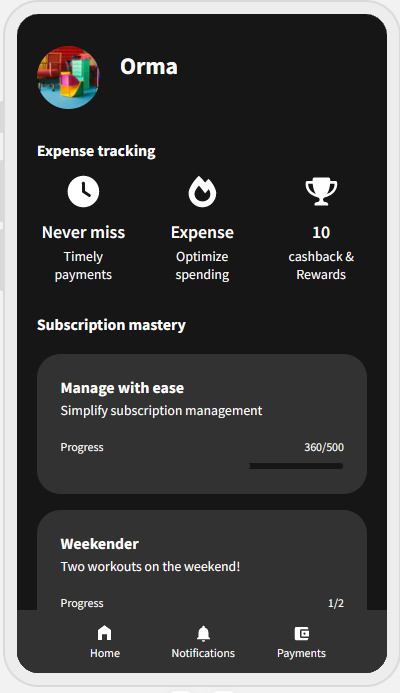 Orma
Expense tracking
Never miss
Timely
payments
Expense
Optimize
spending
10
cashback &
Rewards
Subscription mastery
Manage with ease
Simplify subscription management
Progress 360/500
Weekender
Two workouts on the weekend!
Progress 1/2
Home Notifications Payments